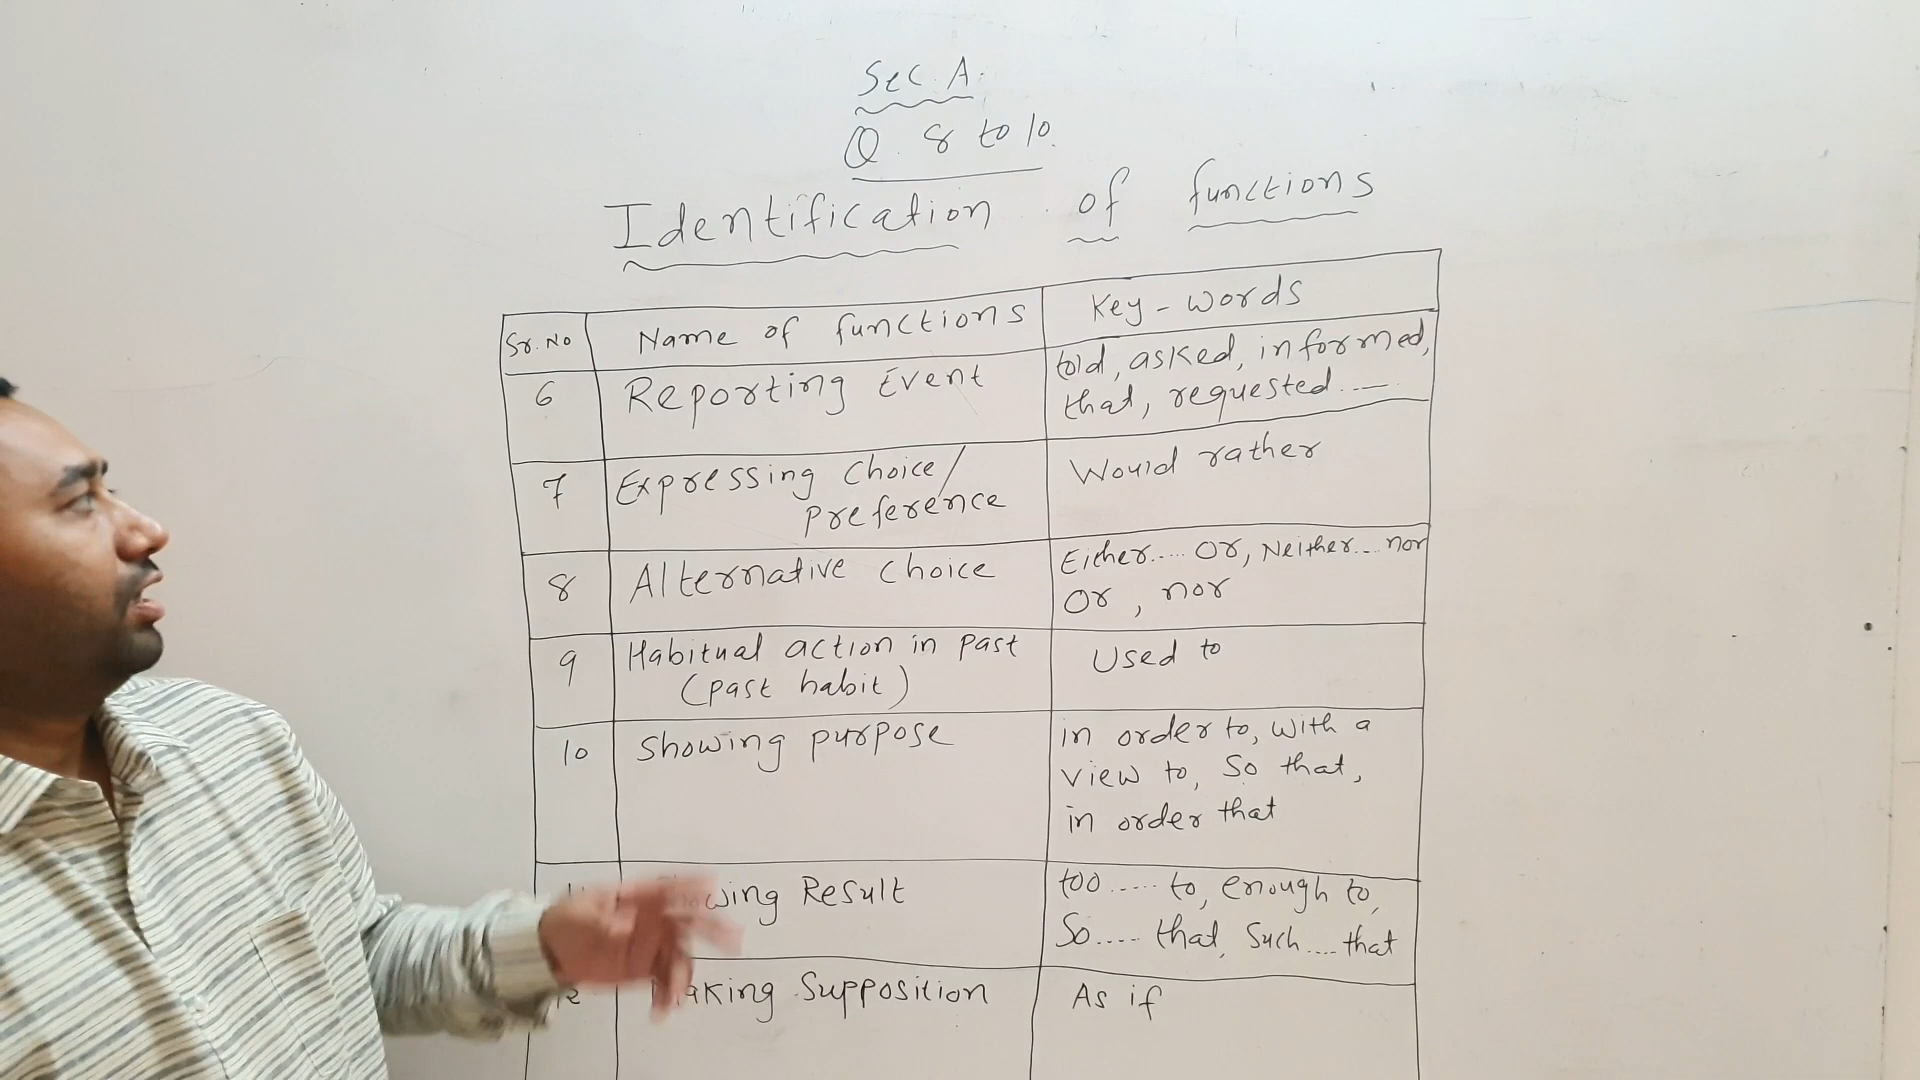 Sec. A.
Q. 8 to 10.
Identification of functions
Sr. No Name of functions Key - words
6 Reporting Event told, asked, informed,
that, requested.....
7 Expressing choice/ Would rather
preference
8 Alternative choice Either..... Or, Neither....nor
Or, nor
9 Habitual action in past Used to
(past habit)
10 Showing purpose in order to, with a
view to, So that,
in order that
wing Result too ..... to, enough to,
So..... that, Such.... that
aking Supposition As if